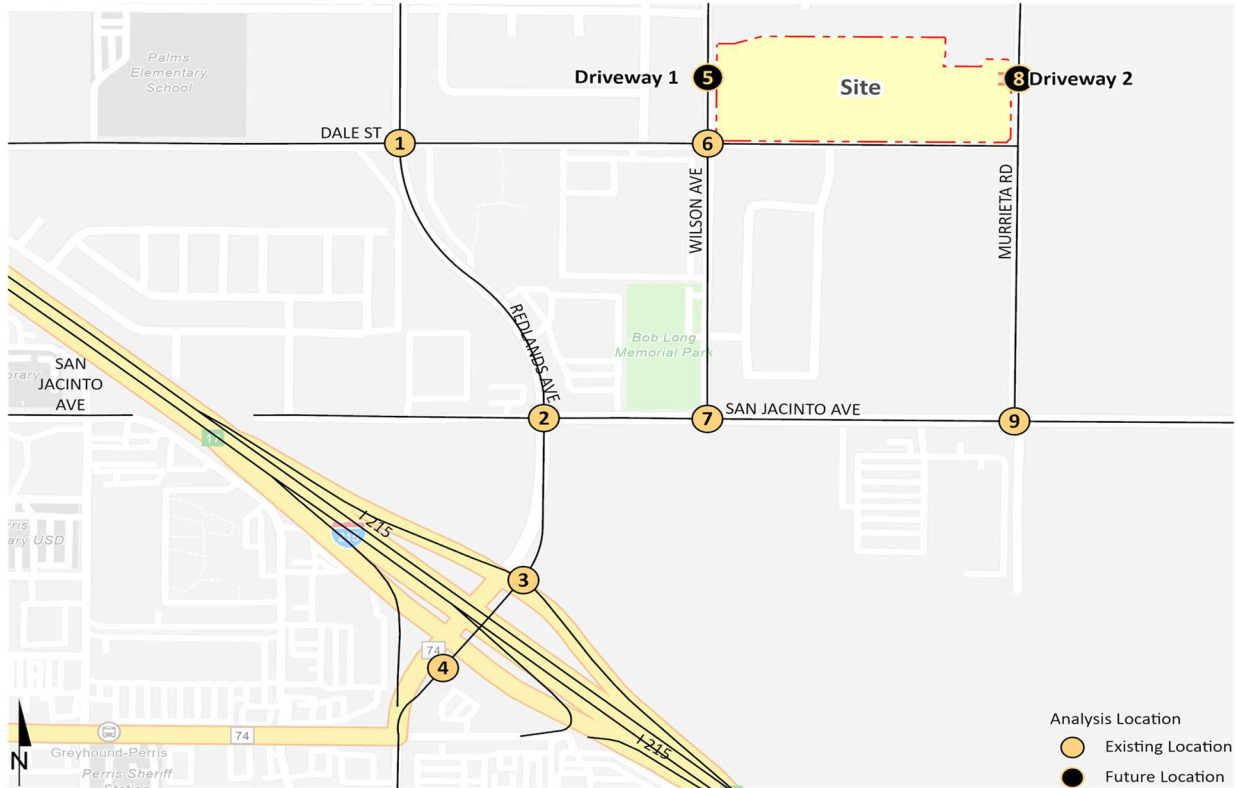 Palms
Elementary
School
Driveway 1
5
Site
8
Driveway 2
DALE ST
1
6
WILSON AVE
MURRIETA RD
REDLANDS AVE
Bob Long
Memorial Park
SAN
JACINTO
AVE
2
7
SAN JACINTO AVE
9
I 215
3
74
4
74
Greyhound-Perris
Perris Sheriff
Station
I 215
N
Analysis Location
Existing Location
Future Location